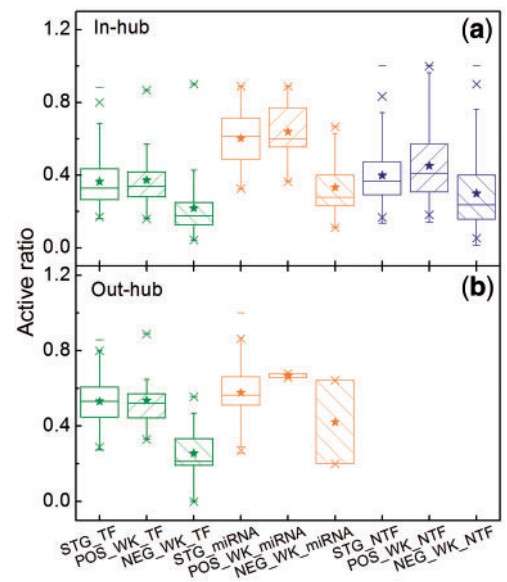 In-hub
(a)
1.2
0.8
0.4
0.0
Active ratio
Out-hub
(b)
1.2
0.8
0.4
0.0
STG_TF
POS_WK_TF
NEG_WK_TF
STG_miRNA
POS_WK_miRNA
NEG_WK_miRNA
STG_NTF
POS_WK_NTF
NEG_WK_NTF